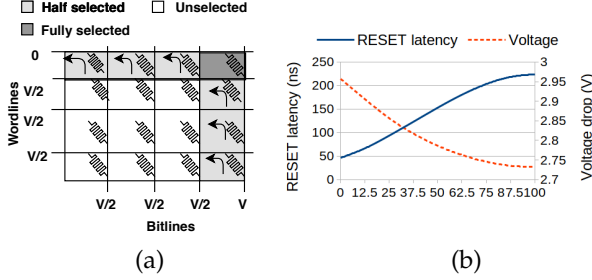 Half selected
Unselected
Fully selected
Wordlines
0
V/2
V/2
V/2
V/2 V/2 V/2 V
Bitlines
(a)
RESET latency Voltage
RESET latency (ns)
250
200
150
100
50
0
3
2.95
2.9
2.85
2.8
2.75
2.7
Voltage drop (V)
0 12.5 25 37.5 50 62.5 75 87.5 100
(b)